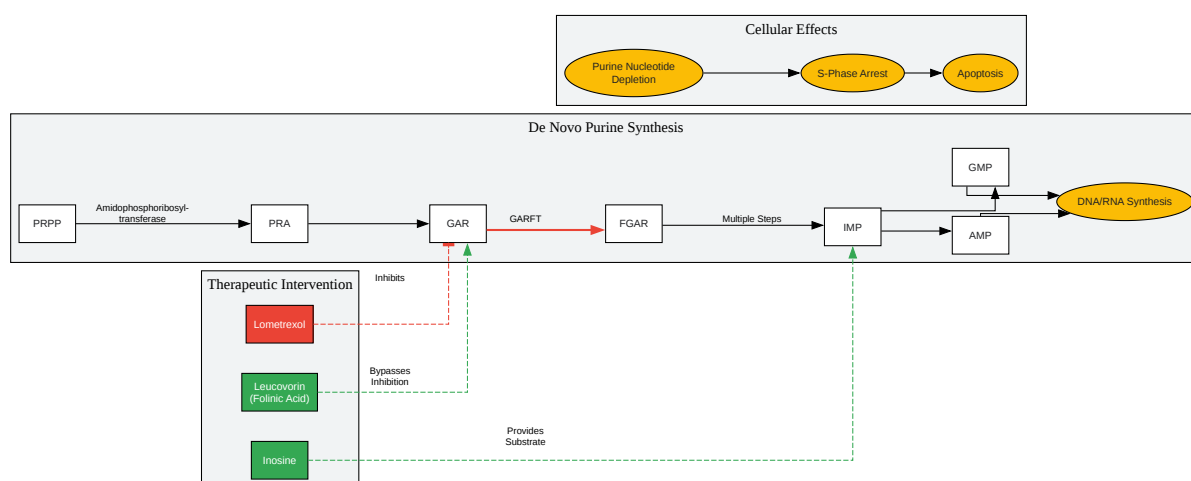 Cellular Effects
Purine Nucleotide
Depletion
S-Phase Arrest
Apoptosis
De Novo Purine Synthesis
PRPP
Amidophosphoribosyl-
transferase
PRA
GAR
GARFT
FGAR
Multiple Steps
IMP
GMP
AMP
DNA/RNA Synthesis
Therapeutic Intervention
Inhibits
Lometrexol
Bypasses
Inhibition
Leucovorin
(Folinic Acid)
Provides
Substrate
Inosine